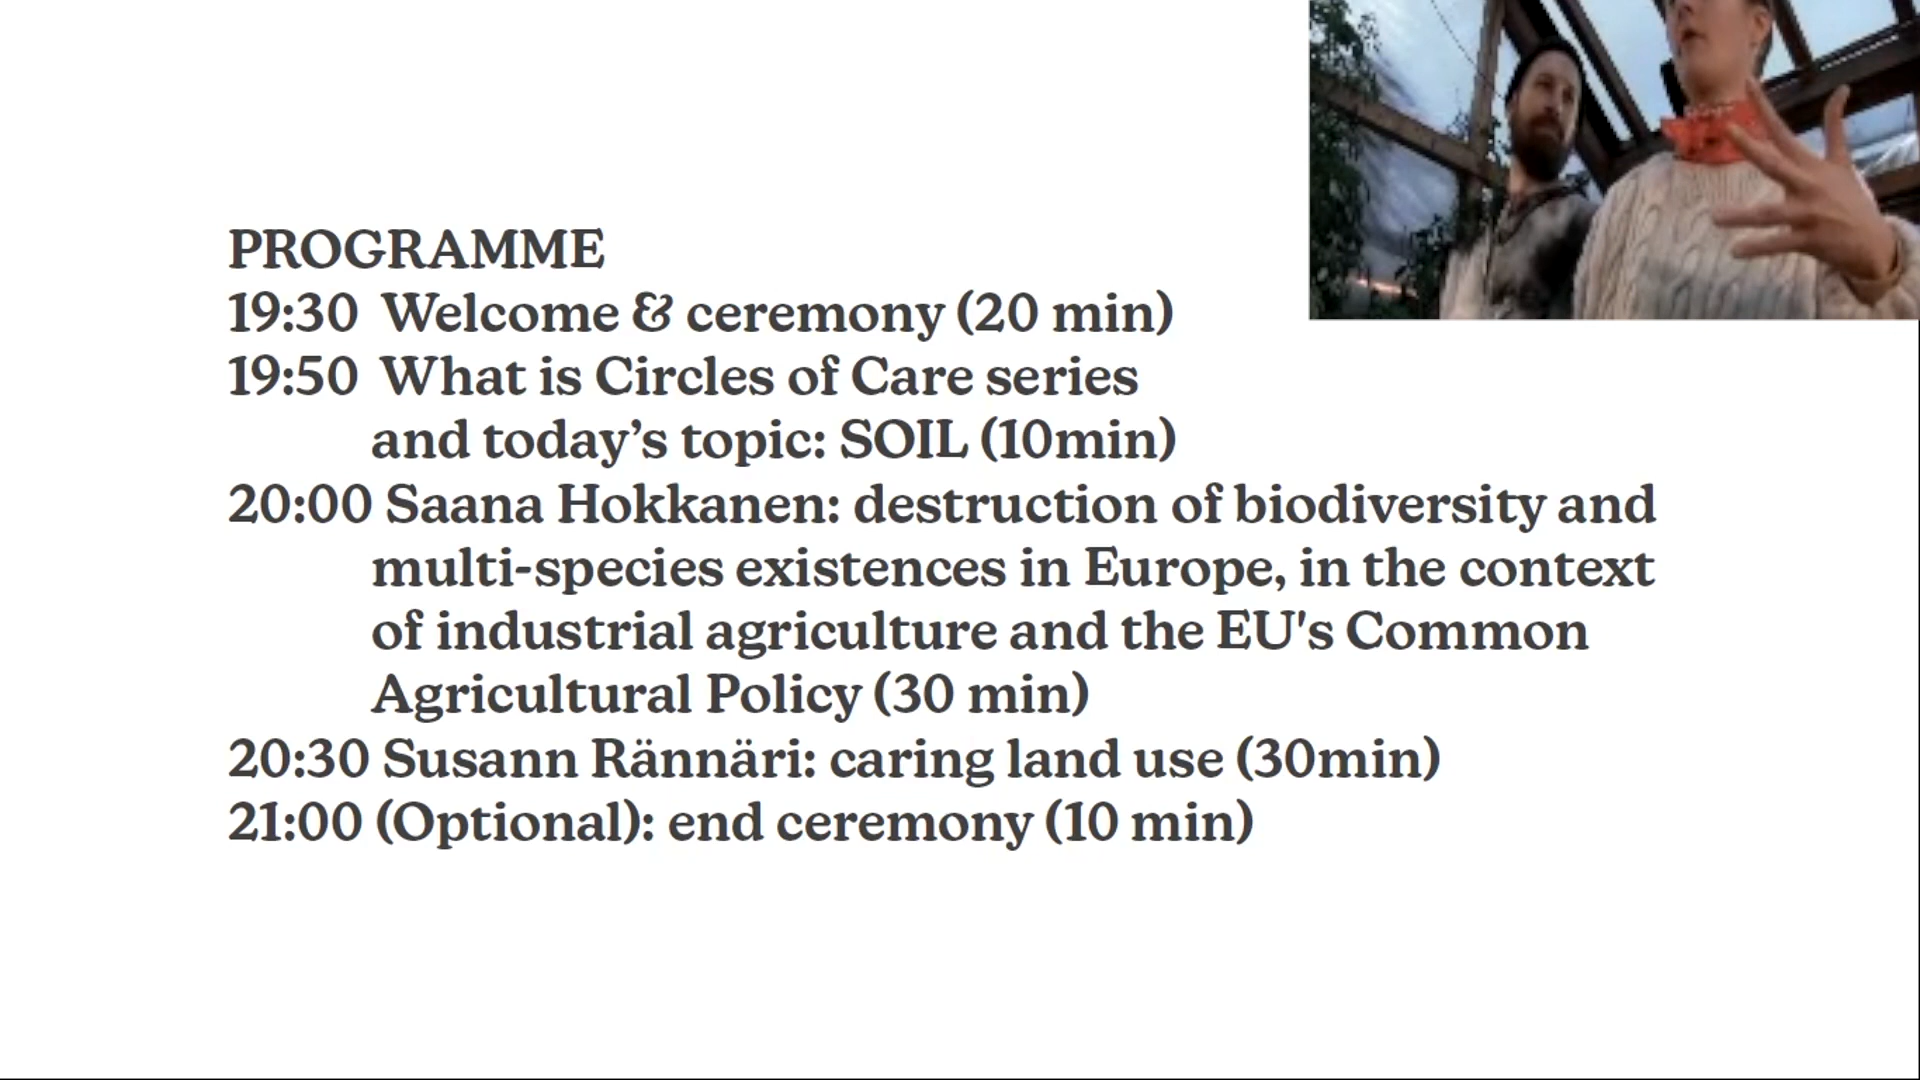 PROGRAMME
19:30 Welcome & ceremony (20 min)
19:50 What is Circles of Care series
and today’s topic: SOIL (10min)
20:00 Saana Hokkanen: destruction of biodiversity and
multi-species existences in Europe, in the context
of industrial agriculture and the EU's Common
Agricultural Policy (30 min)
20:30 Susann Rännäri: caring land use (30min)
21:00 (Optional): end ceremony (10 min)